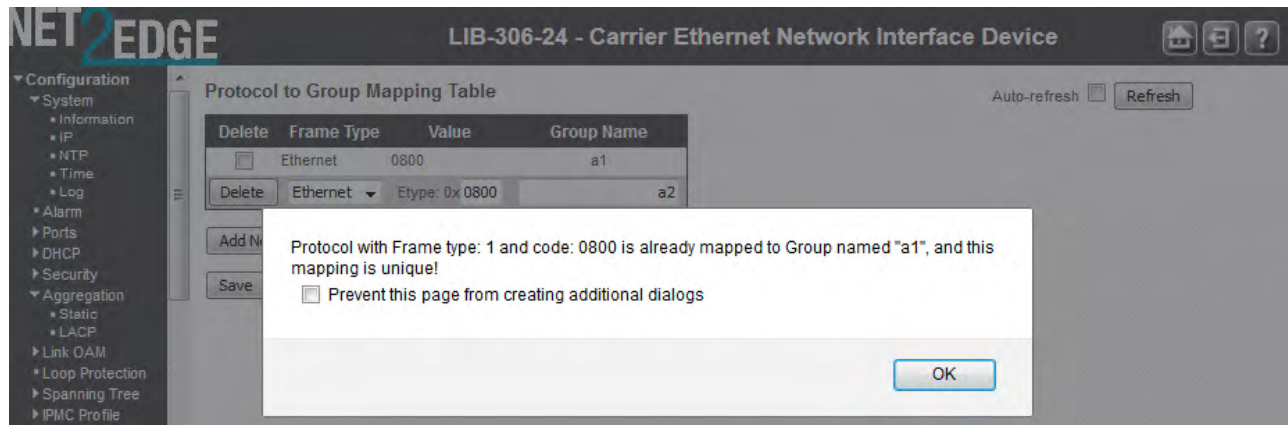 NET2EDGE
LIB-306-24 - Carrier Ethernet Network Interface Device
?
Configuration
System
Information
IP
NTP
Time
Log
Alarm
Ports
DHCP
Security
Aggregation
Static
LACP
Link OAM
Loop Protection
Spanning Tree
IPMC Profile
Protocol to Group Mapping Table
Auto-refresh Refresh
Delete Frame Type Value Group Name
Ethernet 0800 a1
Delete Ethernet Etype: 0x 0800 a2
Add
Save
Protocol with Frame type: 1 and code: 0800 is already mapped to Group named "a1", and this
mapping is unique!
Prevent this page from creating additional dialogs
OK